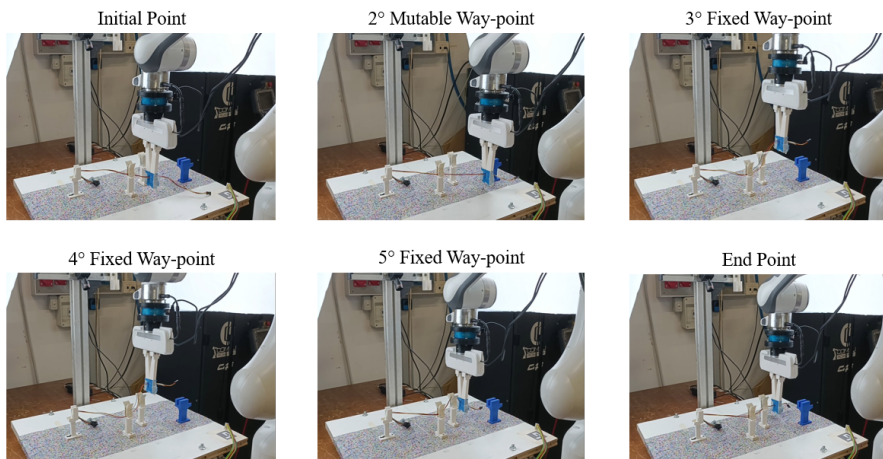 Initial Point
2° Mutable Way-point
3° Fixed Way-point
4° Fixed Way-point
5° Fixed Way-point
End Point